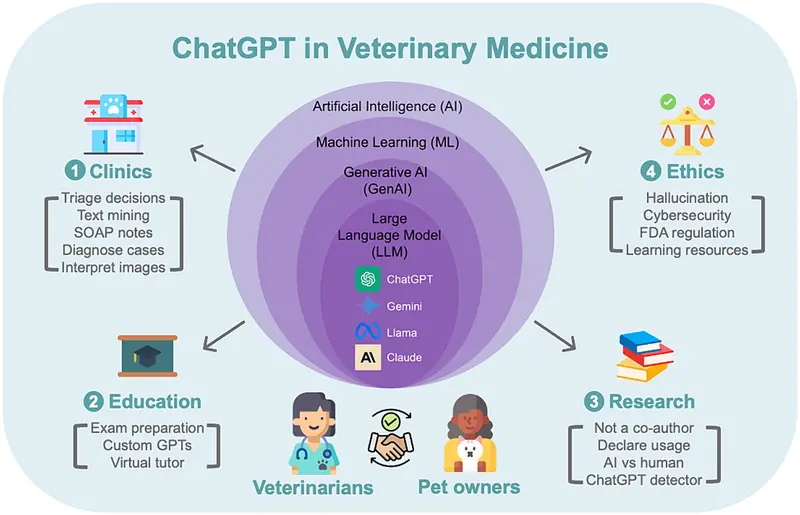 ChatGPT in Veterinary Medicine
Artificial Intelligence (AI)
Machine Learning (ML)
Generative AI
(GenAI)
Large
Language Model
(LLM)
ChatGPT
Gemini
Llama
A\
Claude
1 Clinics
Triage decisions
Text mining
SOAP notes
Diagnose cases
Interpret images
2 Education
Exam preparation
Custom GPTs
Virtual tutor
3 Research
Not a co-author
Declare usage
AI vs human
ChatGPT detector
4 Ethics
Hallucination
Cybersecurity
FDA regulation
Learning resources
Veterinarians
Pet owners